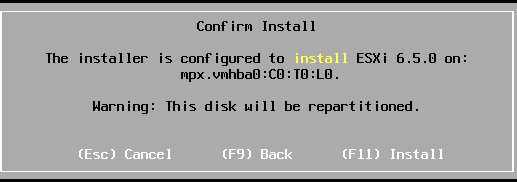 Confirm Install
The installer is configured to install ESXi 6.5.0 on:
mpx.vmhba0:C0:T0:L0.
Warning: This disk will be repartitioned.
(Esc) Cancel (F9) Back (F11) Install